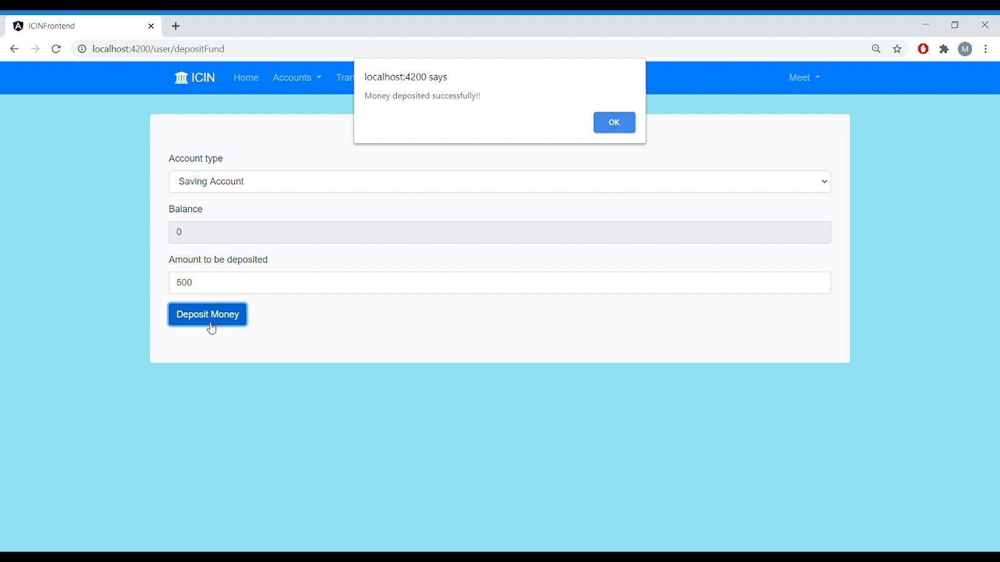 ICINFrontend
localhost:4200/user/depositFund
M
ICIN Home Accounts Tran Meet
localhost:4200 says
Money deposited successfully!!
OK
Account type
Saving Account
Balance
0
Amount to be deposited
500
Deposit Money